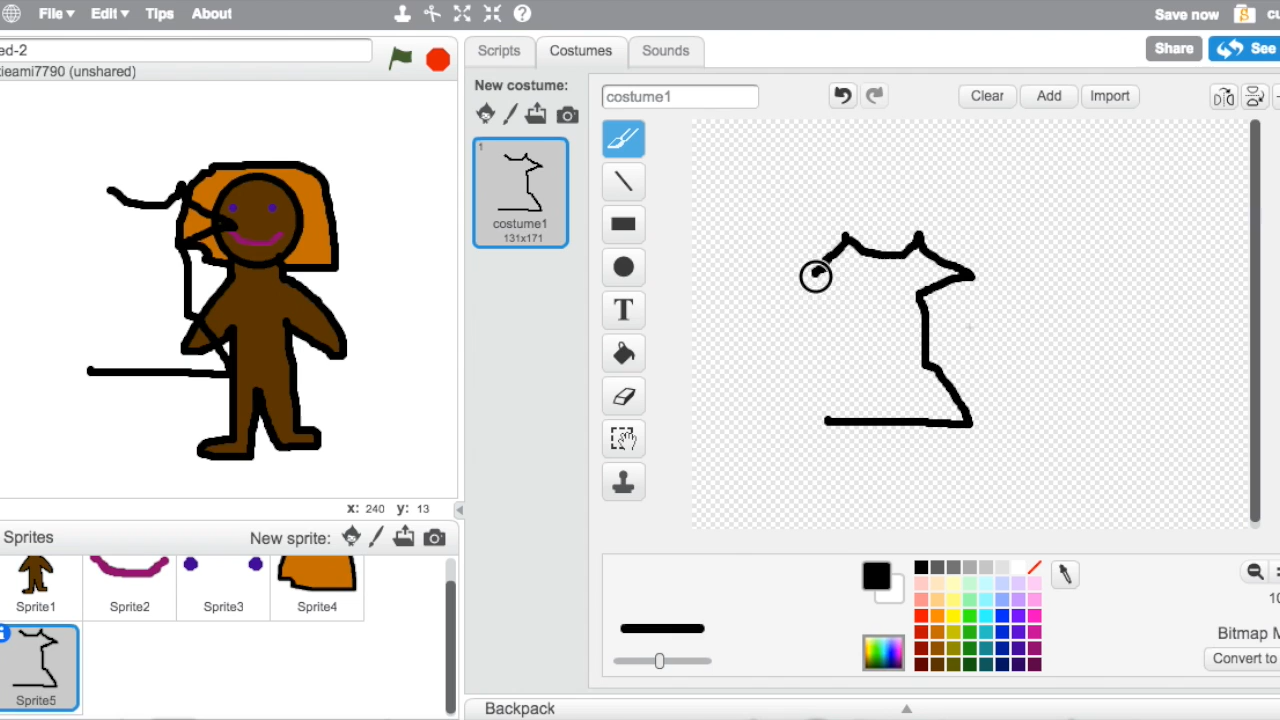 File Edit Tips About Save now
ed-2
ieami7790 (unshared)
Scripts Costumes Sounds Share See
New costume:
costume1 Clear Add Import
1
costume1
131x171
T
x: 240 y: 13
Sprites New sprite:
Sprite1 Sprite2 Sprite3 Sprite4
Sprite5
Bitmap M
Convert to
Backpack